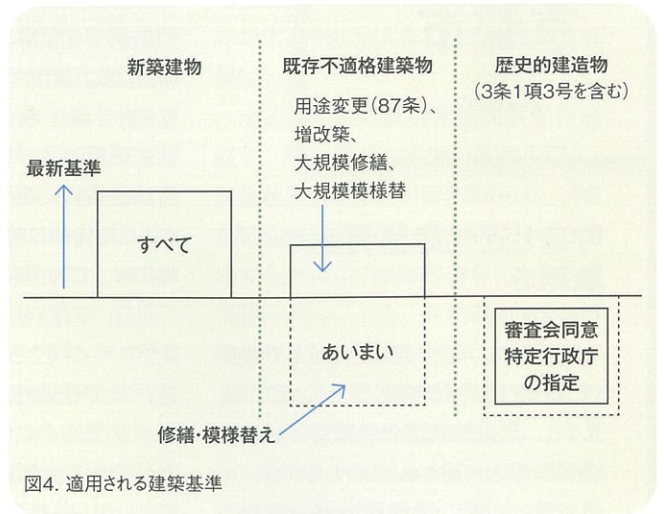 新築建物
既存不適格建築物
歴史的建造物
(3条1項3号を含む)
用途変更(87条)、
増改築、
大規模修繕、
大規模模様替
最新基準
すべて
あいまい
審査会同意
特定行政庁
の指定
修繕・模様替え
図4. 適用される建築基準